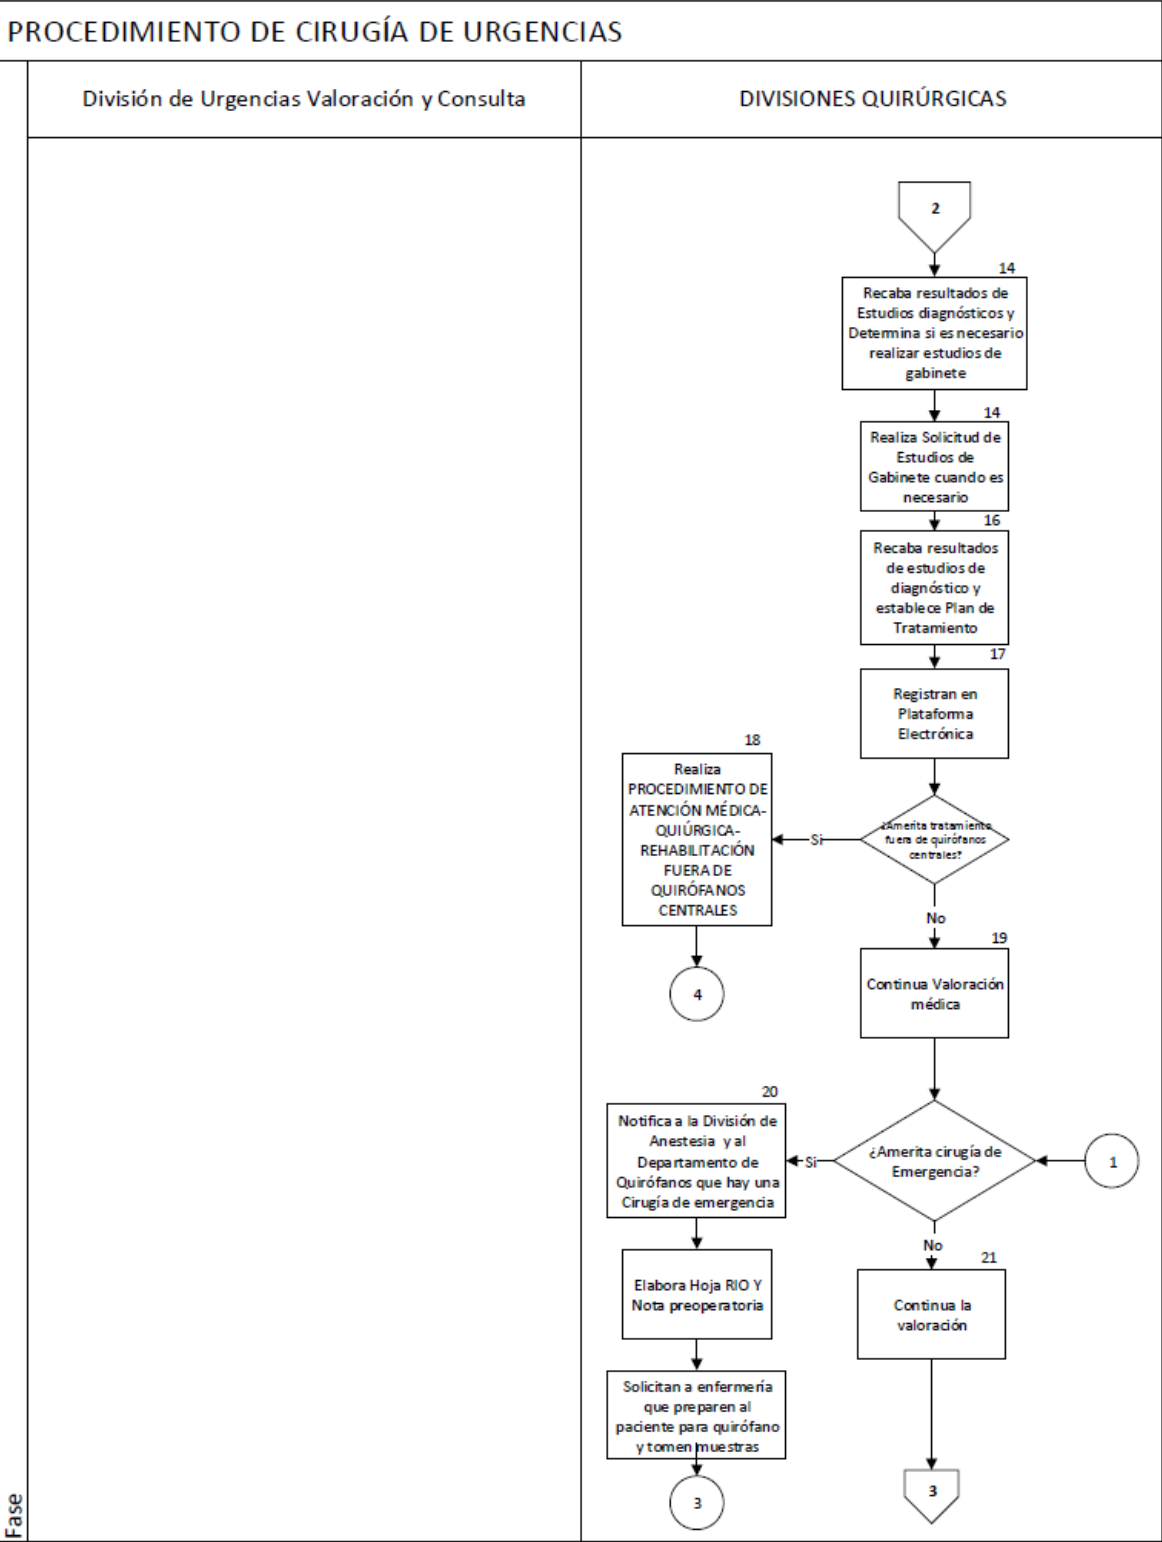 PROCEDIMIENTO DE CIRUGÍA DE URGENCIAS
División de Urgencias Valoración y Consulta
DIVISIONES QUIRÚRGICAS
2
14
Recaba resultados de
Estudios diagnósticos y
Determina si es necesario
realizar estudios de
gabinete
14
Realiza Solicitud de
Estudios de
Gabinete cuando es
necesario
16
Recaba resultados
de estudios de
diagnóstico y
establece Plan de
Tratamiento
17
Registran en
Plataforma
Electrónica
¿Amerita tratamiento
fuera de quirófanos
centrales?
Si
18
Realiza
PROCEDIMIENTO DE
ATENCIÓN MÉDICA-
QUIÚRGICA-
REHABILITACIÓN
FUERA DE
QUIRÓFANOS
CENTRALES
4
No
19
Continua Valoración
médica
¿Amerita cirugía de
Emergencia?
1
Si
20
Notifica a la División de
Anestesia y al
Departamento de
Quirófanos que hay una
Cirugía de emergencia
Elabora Hoja RIO Y
Nota preoperatoria
Solicitan a enfermería
que preparen al
paciente para quirófano
y tomen muestras
3
No
21
Continua la
valoración
3
Fase